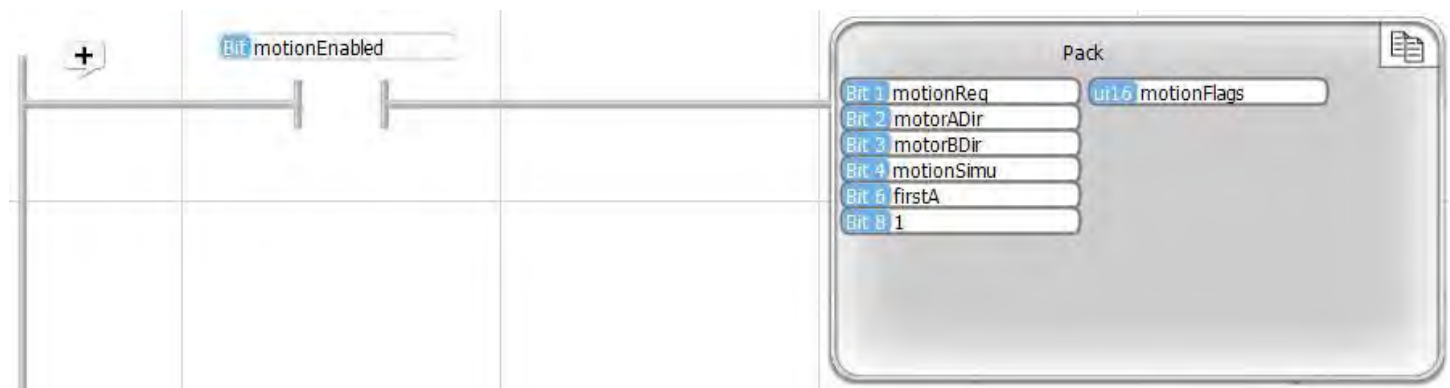 +
Bit motionEnabled
Pack
Bit 1 motionReq
ui16 motionFlags
Bit 2 motorADir
Bit 3 motorBDir
Bit 4 motionSimu
Bit 6 firstA
Bit 8 1